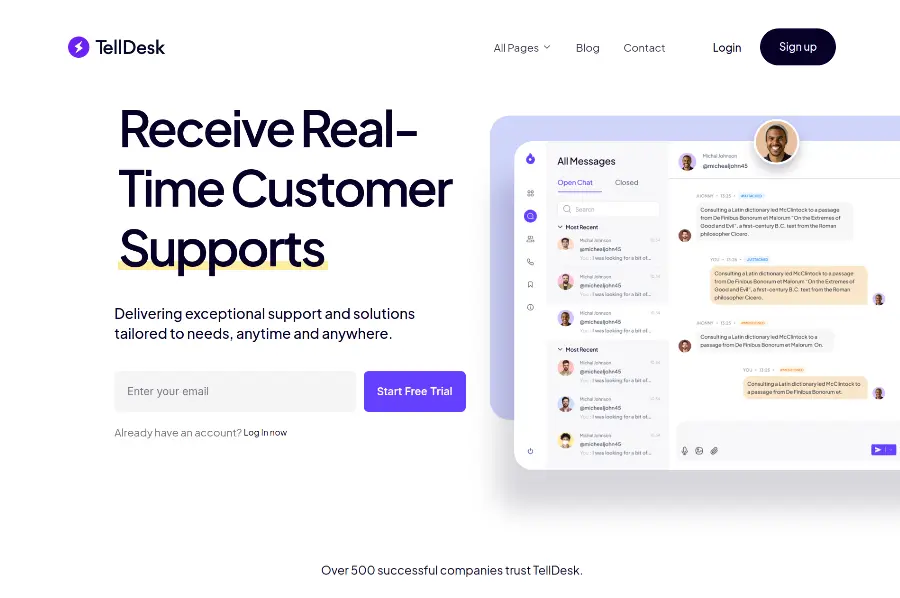 TellDesk
All Pages
Blog
Contact
Login
Sign up
Receive Real-
Time Customer
Supports
Delivering exceptional support and solutions
tailored to needs, anytime and anywhere.
Enter your email
Start Free Trial
Already have an account? Log In now
All Messages
Open Chat
Closed
Search
Most Recent
Michal Johnson
@michealjohn45
You: I was looking for a bit of...
Michal Johnson
@michealjohn45
You: I was looking for a bit of...
Michal Johnson
@michealjohn45
You: I was looking for a bit of...
Most Recent
Michal Johnson
@michealjohn45
You: I was looking for a bit of...
Michal Johnson
@michealjohn45
You: I was looking for a bit of...
Michal Johnson
@michealjohn45
You: I was looking for a bit of...
Michal Johnson
@michealjohn45
Consulting a Latin dictionary led McClintock to a passage
from De Finibus Bonorum et Malorum "On the Extremes of
Good and Evil", a first-century B.C. text from the Roman
philosopher Cicero.
Consulting a Latin dictionary led McClintock to a passage
from De Finibus Bonorum et Malorum "On the Extremes of
Good and Evil", a first-century B.C. text from the Roman
philosopher Cicero.
Consulting a Latin dictionary led McClintock to a
passage from De Finibus Bonorum et Malorum On.
Consulting a Latin dictionary led McClintock to
a passage from De Finibus Bonorum et.
Over 500 successful companies trust TellDesk.